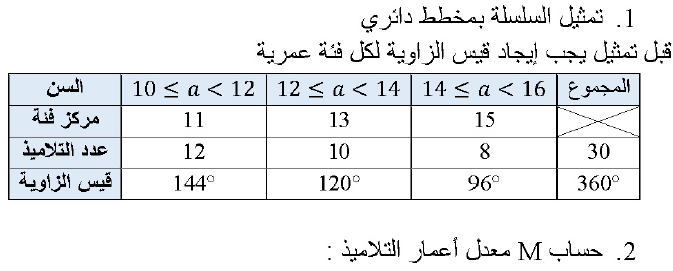 1. تمثيل السلسلة بمخطط دائري
قبل تمثيل يجب إيجاد قيس الزاوية لكل فئة عمرية
السن 10 ≤ a < 12 12 ≤ a < 14 14 ≤ a < 16 المجموع
مركز فئة 11 13 15
عدد التلاميذ 12 10 8 30
قيس الزاوية 144° 120° 96° 360°
2. حساب M معدل أعمار التلاميذ :